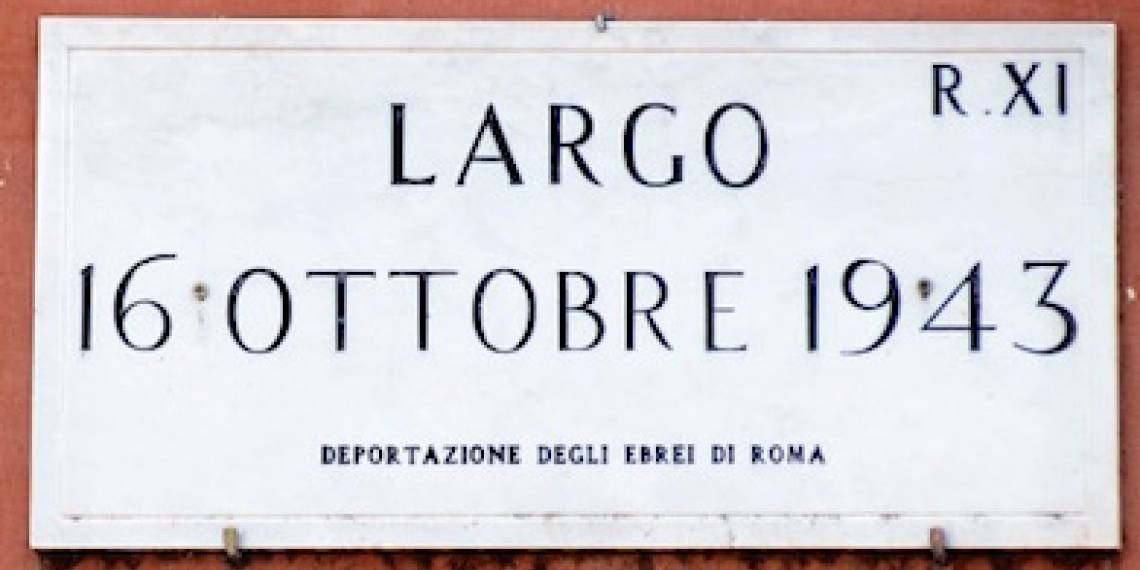 R.XI
LARGO
16 OTTOBRE 1943
DEPORTAZIONE DEGLI EBREI DI ROMA